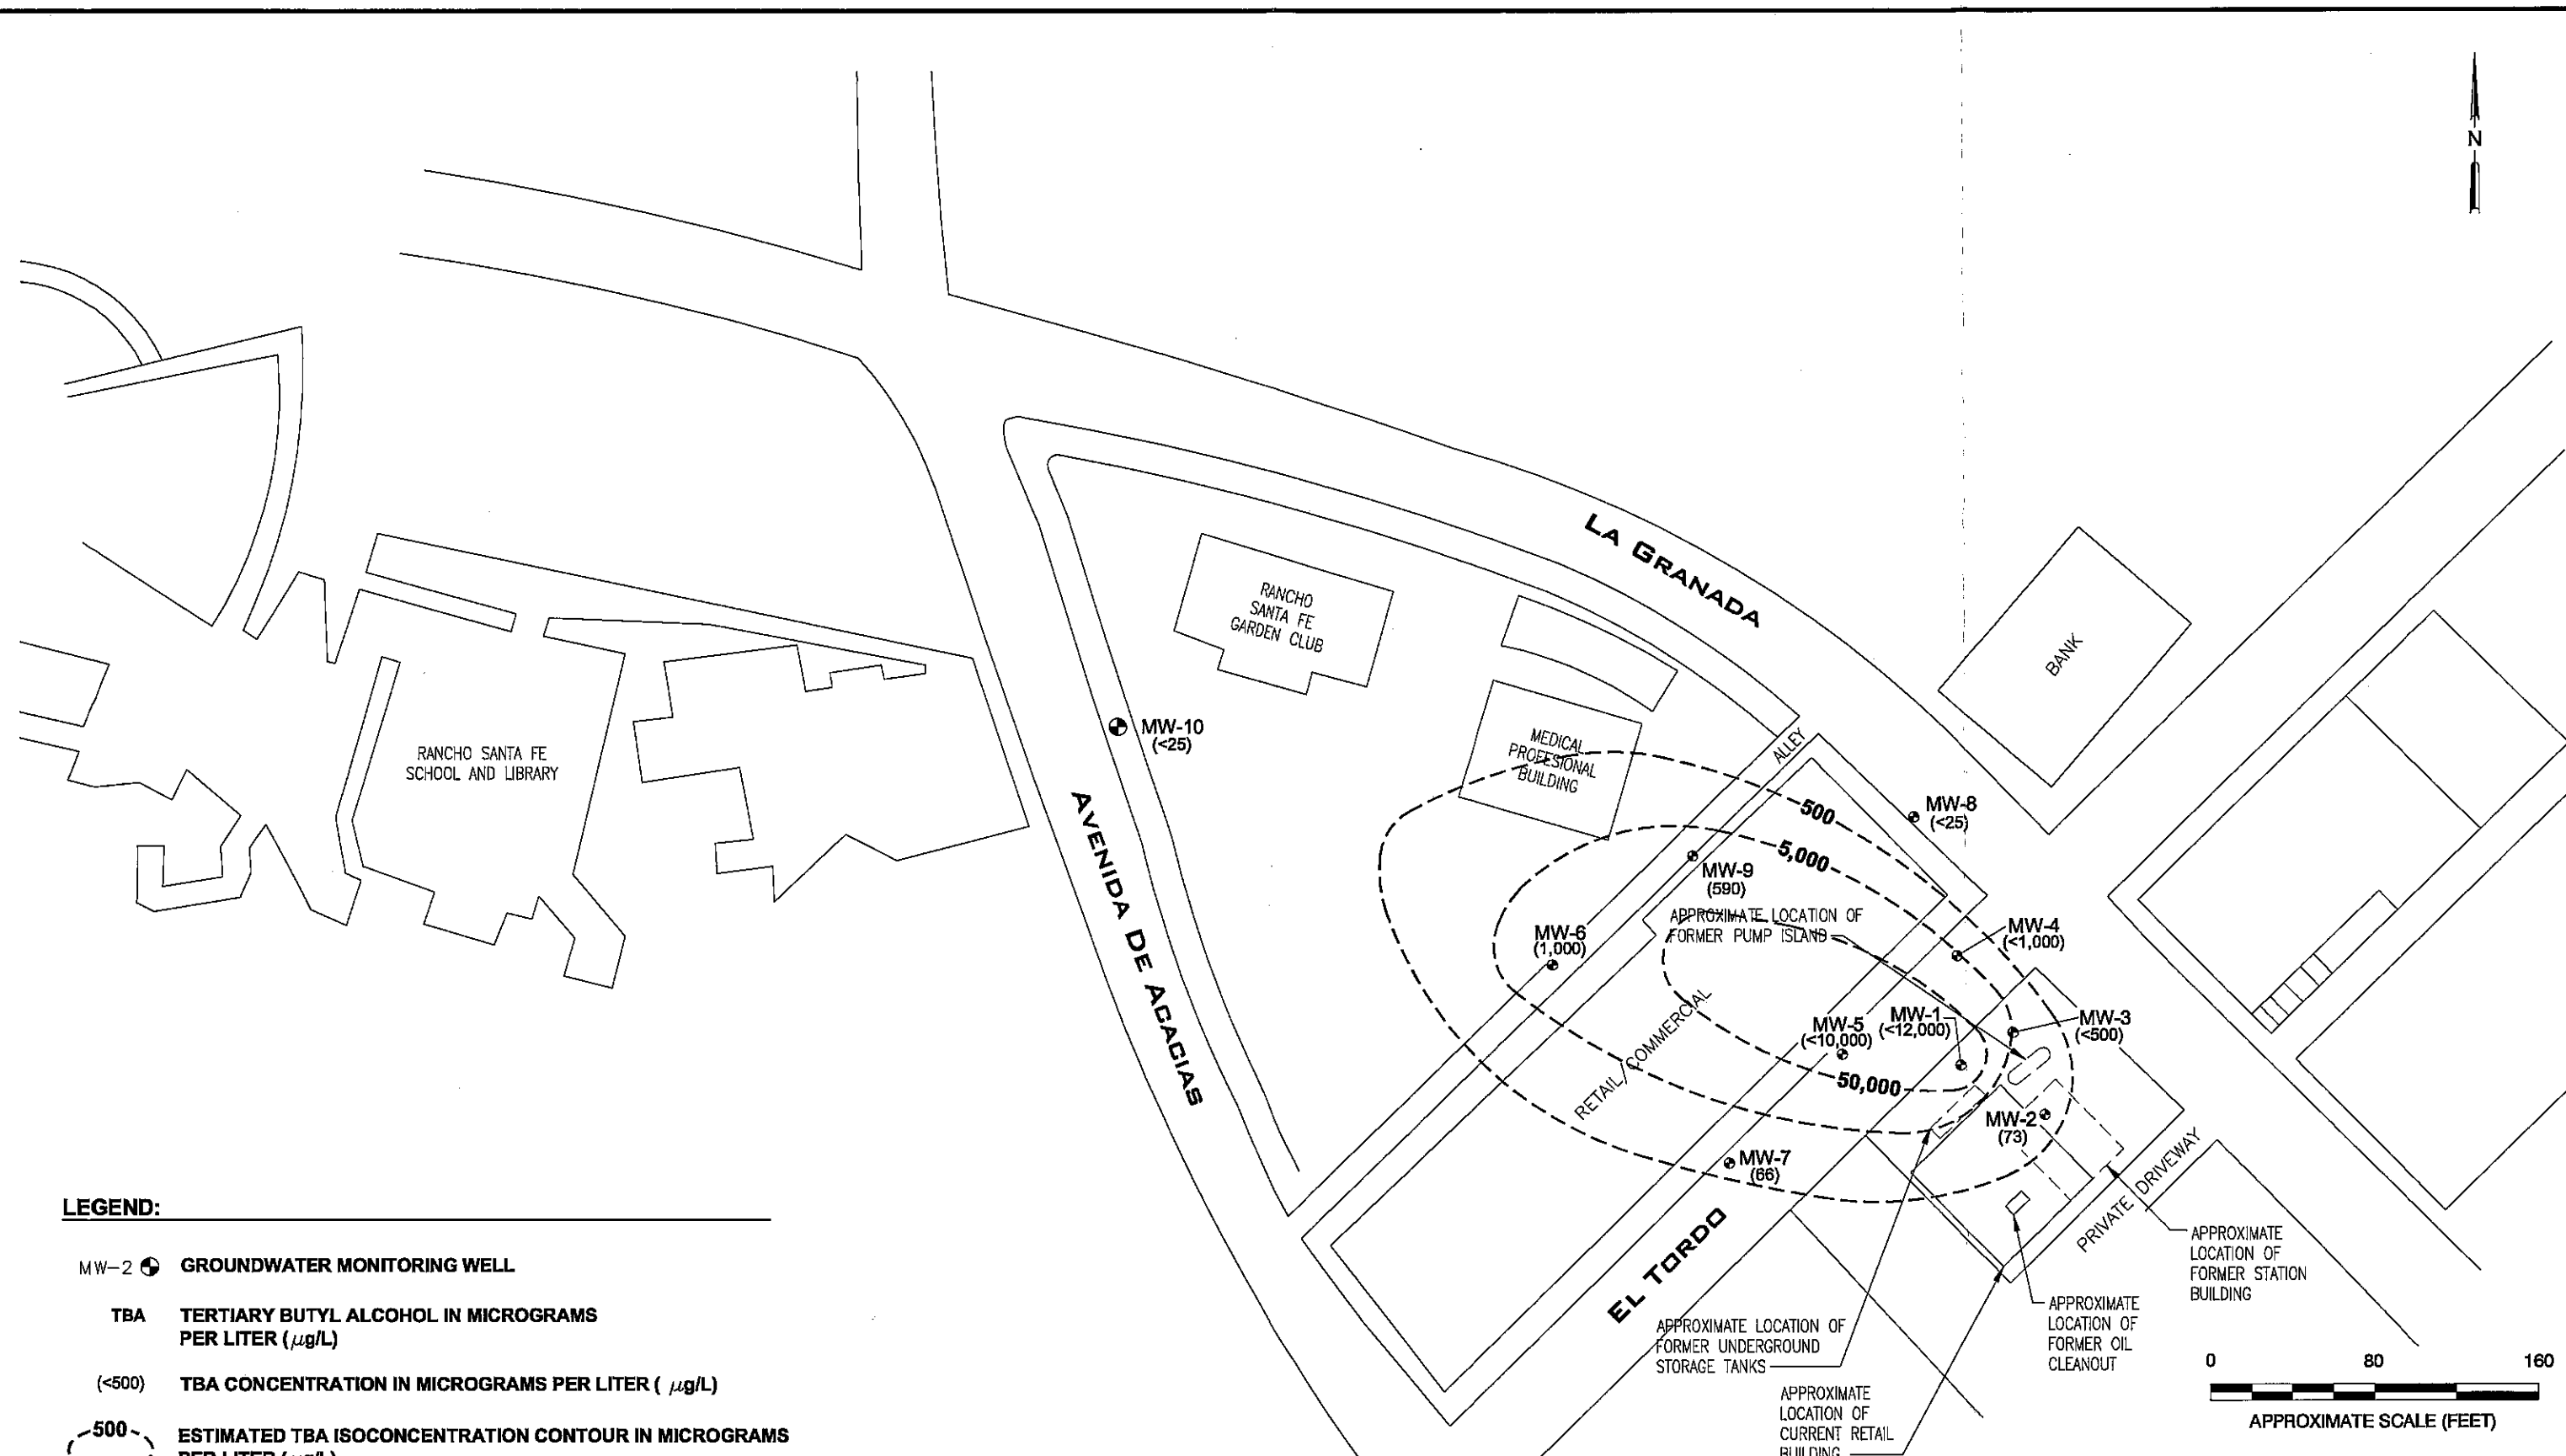 N
LA GRANADA
RANCHO
SANTA FE
GARDEN CLUB
BANK
MEDICAL
PROFESIONAL
BUILDING
ALLEY
MW-10
(<25)
RANCHO SANTA FE
SCHOOL AND LIBRARY
AVENIDA DE ACACIAS
500
MW-8
(<25)
5,000
MW-9
(590)
APPROXIMATE LOCATION OF
FORMER PUMP ISLAND
MW-6
(1,000)
MW-4
(<1,000)
MW-5
(<10,000)
MW-1
(<12,000)
MW-3
(<500)
RETAIL/COMMERCIAL
50,000
MW-2
(73)
MW-7
(66)
PRIVATE DRIVEWAY
EL TORDO
APPROXIMATE
LOCATION OF
FORMER STATION
BUILDING
APPROXIMATE
LOCATION OF
FORMER OIL
CLEANOUT
APPROXIMATE LOCATION OF
FORMER UNDERGROUND
STORAGE TANKS
APPROXIMATE
LOCATION OF
CURRENT RETAIL
BUILDING
0 80 160
APPROXIMATE SCALE (FEET)
LEGEND:
MW-2 GROUNDWATER MONITORING WELL
TBA TERTIARY BUTYL ALCOHOL IN MICROGRAMS
PER LITER (µg/L)
(<500) TBA CONCENTRATION IN MICROGRAMS PER LITER ( µg/L)
500 ESTIMATED TBA ISOCONCENTRATION CONTOUR IN MICROGRAMS
PER LITER (µg/L)